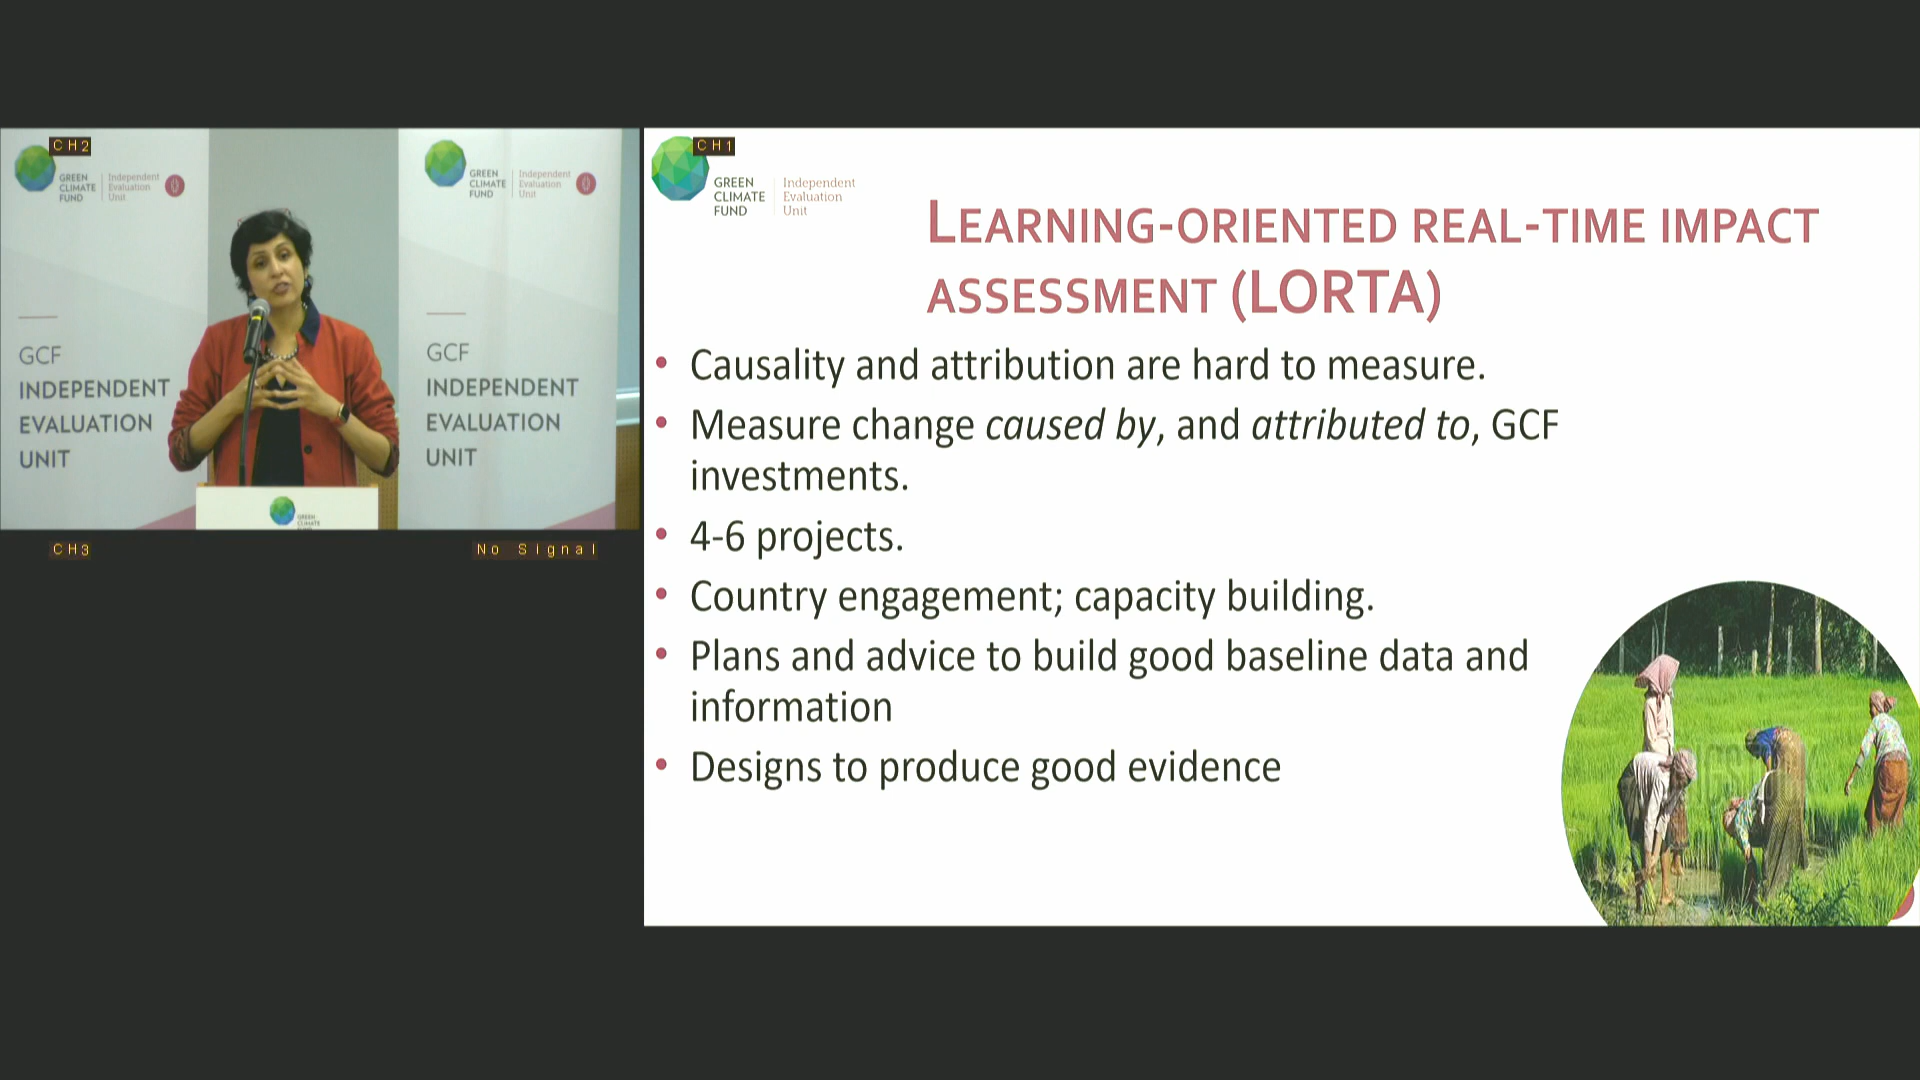 CH2
GREEN
CLIMATE
FUND
Independent
Evaluation
Unit
GREEN
CLIMATE
FUND
Independent
Evaluation
Unit
GCF
INDEPENDENT
EVALUATION
UNIT
GCF
INDEPENDENT
EVALUATION
UNIT
GREEN
CLIMATE
CH3
No Signal
CH1
GREEN
CLIMATE
FUND
Independent
Evaluation
Unit
LEARNING-ORIENTED REAL-TIME IMPACT
ASSESSMENT (LORTA)
• Causality and attribution are hard to measure.
• Measure change caused by, and attributed to, GCF
investments.
• 4-6 projects.
• Country engagement; capacity building.
• Plans and advice to build good baseline data and
information
• Designs to produce good evidence